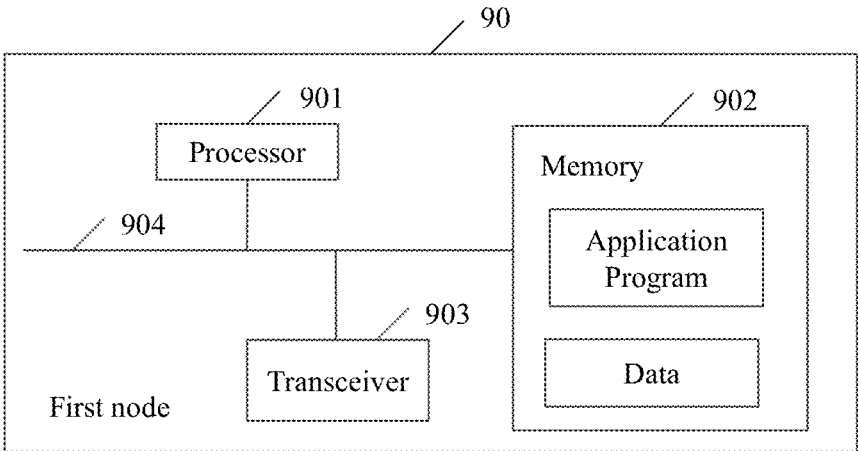 90
901
902
Processor
Memory
904
Application
Program
903
Transceiver
Data
First node